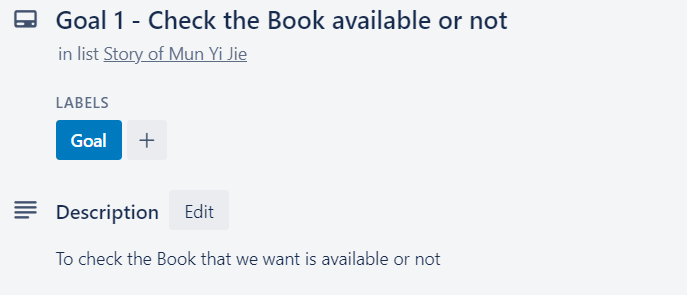 Goal 1 - Check the Book available or not
in list Story of Mun Yi Jie
LABELS
Goal +
Description Edit
To check the Book that we want is available or not